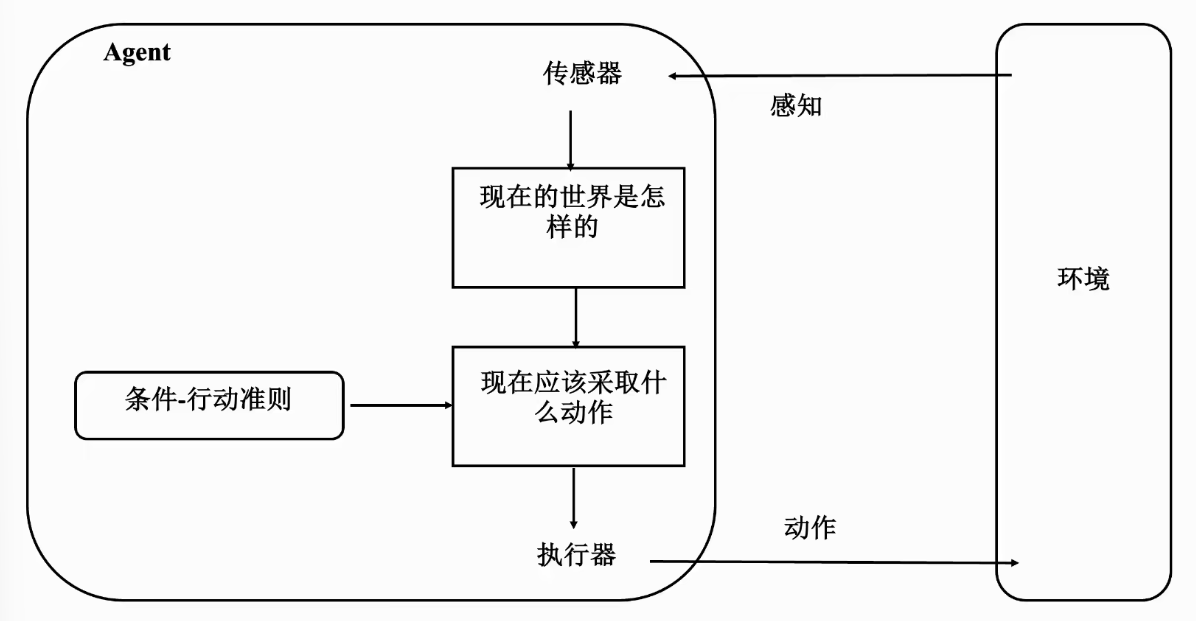 Agent
传感器
感知
现在的世界是怎
样的
环境
条件-行动准则
现在应该采取什
么动作
动作
执行器